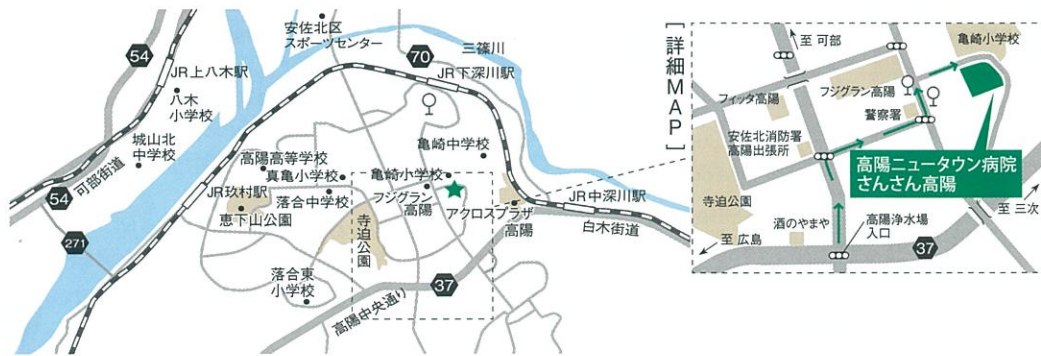 安佐北区
スポーツセンター
54
70
三篠川
JR上八木駅
JR下深川駅
八木
小学校
城山北
中学校
可部街道
亀崎中学校
高陽高等学校
真亀小学校
亀崎小学校
JR玖村駅
落合中学校
フジグラン
高陽
恵下山公園
寺迫公園
アクロスプラザ
高陽
JR中深川駅
白木街道
54
271
落合東
小学校
37
高陽中央通り
[詳細MAP]
至 可部
亀崎小学校
フィッタ高陽
フジグラン高陽
警察署
安佐北消防署
高陽出張所
高陽ニュータウン病院
さんさん高陽
寺迫公園
酒のやまや
高陽浄水場
入口
至 広島
37
至 三次